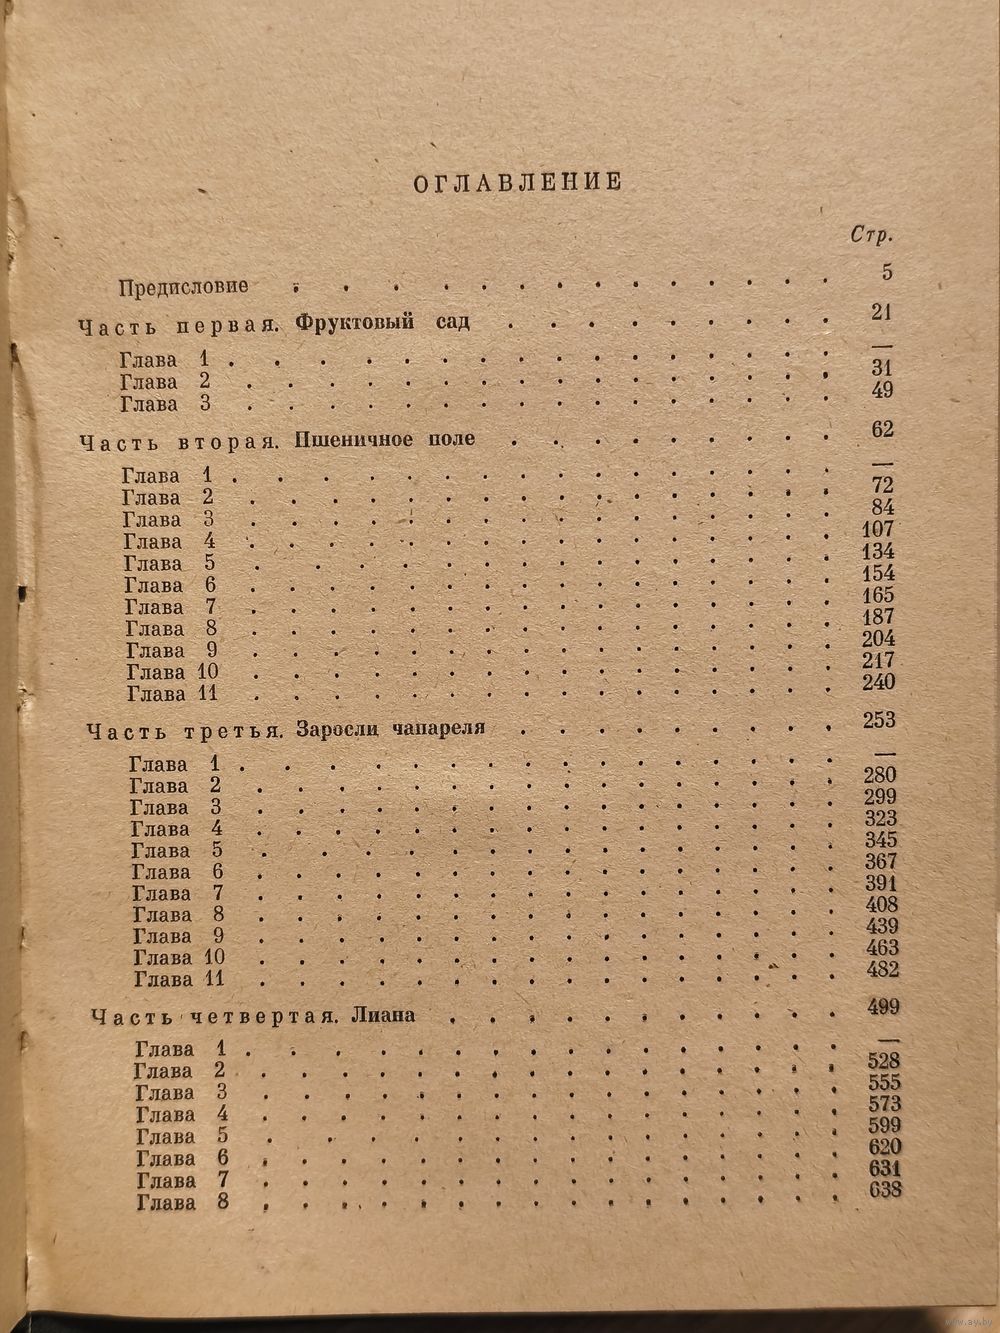 ОГЛАВЛЕНИЕ
Стр.
Предисловие . . . . . . . . . . . . . 5
Часть первая. Фруктовый сад . . . . . . . . . 21
Глава 1 . . . . . . . . . . . . . . . —
Глава 2 . . . . . . . . . . . . . . . 31
Глава 3 . . . . . . . . . . . . . . . 49
Часть вторая. Пшеничное поле . . . . . . . . . 62
Глава 1 . . . . . . . . . . . . . . . —
Глава 2 . . . . . . . . . . . . . . . 72
Глава 3 . . . . . . . . . . . . . . . 84
Глава 4 . . . . . . . . . . . . . . . 107
Глава 5 . . . . . . . . . . . . . . . 134
Глава 6 . . . . . . . . . . . . . . . 154
Глава 7 . . . . . . . . . . . . . . . 165
Глава 8 . . . . . . . . . . . . . . . 187
Глава 9 . . . . . . . . . . . . . . . 204
Глава 10 . . . . . . . . . . . . . . . 217
Глава 11 . . . . . . . . . . . . . . . 240
Часть третья. Заросли чапареля . . . . . . . . . 253
Глава 1 . . . . . . . . . . . . . . . —
Глава 2 . . . . . . . . . . . . . . . 280
Глава 3 . . . . . . . . . . . . . . . 299
Глава 4 . . . . . . . . . . . . . . . 323
Глава 5 . . . . . . . . . . . . . . . 345
Глава 6 . . . . . . . . . . . . . . . 367
Глава 7 . . . . . . . . . . . . . . . 391
Глава 8 . . . . . . . . . . . . . . . 408
Глава 9 . . . . . . . . . . . . . . . 439
Глава 10 . . . . . . . . . . . . . . . 463
Глава 11 . . . . . . . . . . . . . . . 482
Часть четвертая. Лиана . . . . . . . . . . . 499
Глава 1 . . . . . . . . . . . . . . . —
Глава 2 . . . . . . . . . . . . . . . 528
Глава 3 . . . . . . . . . . . . . . . 555
Глава 4 . . . . . . . . . . . . . . . 573
Глава 5 . . . . . . . . . . . . . . . 599
Глава 6 . . . . . . . . . . . . . . . 620
Глава 7 . . . . . . . . . . . . . . . 631
Глава 8 . . . . . . . . . . . . . . . 638
www.ay.by